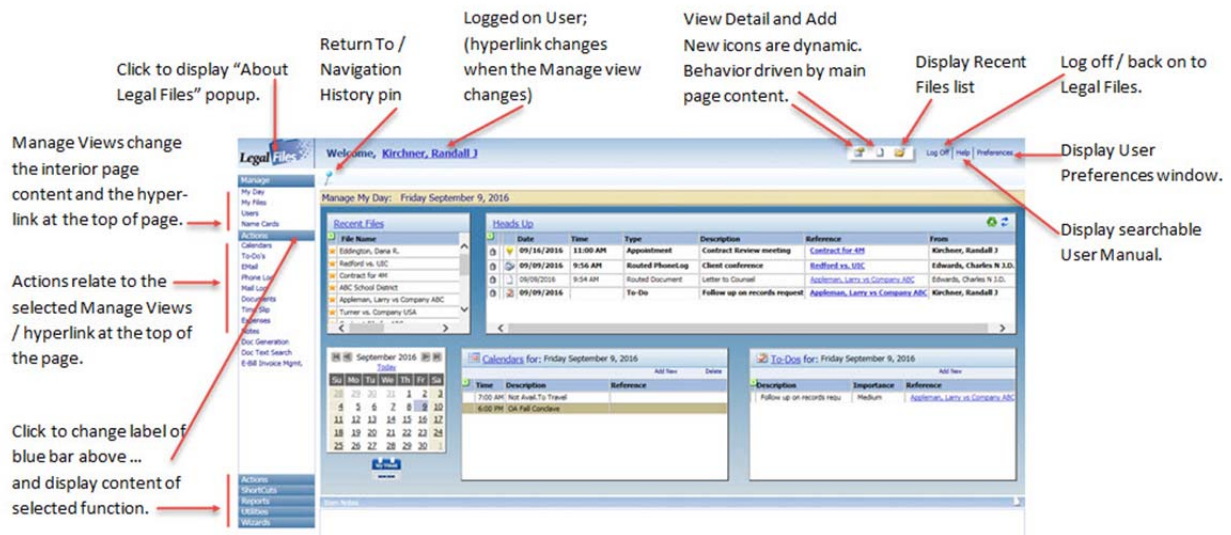 Click to display “About
Legal Files” popup.
Return To /
Navigation
History pin
Logged on User;
(hyperlink changes
when the Manage view
changes)
View Detail and Add
New icons are dynamic.
Behavior driven by main
page content.
Display Recent
Files list
Log off / back on to
Legal Files.
Manage Views change
the interior page
content and the hyper-
link at the top of page.
Actions relate to the
selected Manage Views
/ hyperlink at the top of
the page.
Click to change label of
blue bar above ...
and display content of
selected function.
Display User
Preferences window.
Display searchable
User Manual.
Legal Files
Welcome, Kirchner, Randall J
Log Off | Help | Preferences
Manage
My Day
My Files
Users
Name Cards
Actions
Calendars
To-Do's
EMail
Phone Log
Mail Log
Documents
Time Slip
Expenses
Notes
Doc Generation
Doc Text Search
E-Bill Invoice Mgmt.
Actions
ShortCuts
Reports
Utilities
Wizards
Manage My Day: Friday September 9, 2016
Recent Files
File Name
Eddington, Dana R.
Redford vs. USC
Contract for 4M
ABC School District
Appleman, Larry vs Company ABC
Turner vs. Company USA
Heads Up
Date Time Type Description Reference From
09/16/2016 11:00 AM Appointment Contract Review meeting Contract for 4M Kirchner, Randall J
09/09/2016 9:56 AM Routed PhoneLog Client conference Redford vs. USC Edwards, Charles N J.D.
09/09/2016 9:54 AM Routed Document Letter to Counsel Appleman, Larry vs Company ABC Edwards, Charles N J.D.
09/09/2016 To-Do Follow up on records request Appleman, Larry vs Company ABC Kirchner, Randall J
September 2016
Today
Su Mo Tu We Th Fr Sa
28 29 30 31 1 2 3
4 5 6 7 8 9 10
11 12 13 14 15 16 17
18 19 20 21 22 23 24
25 26 27 28 29 30 1
Calendars for: Friday September 9, 2016
Add New Delete
Time Description Reference
7:00 AM Not Avail.To Travel
6:00 PM OA Fall Conclave
To-Dos for: Friday September 9, 2016
Add New
Description Importance Reference
Follow up on records requ Medium Appleman, Larry vs Company ABC
Item Notes